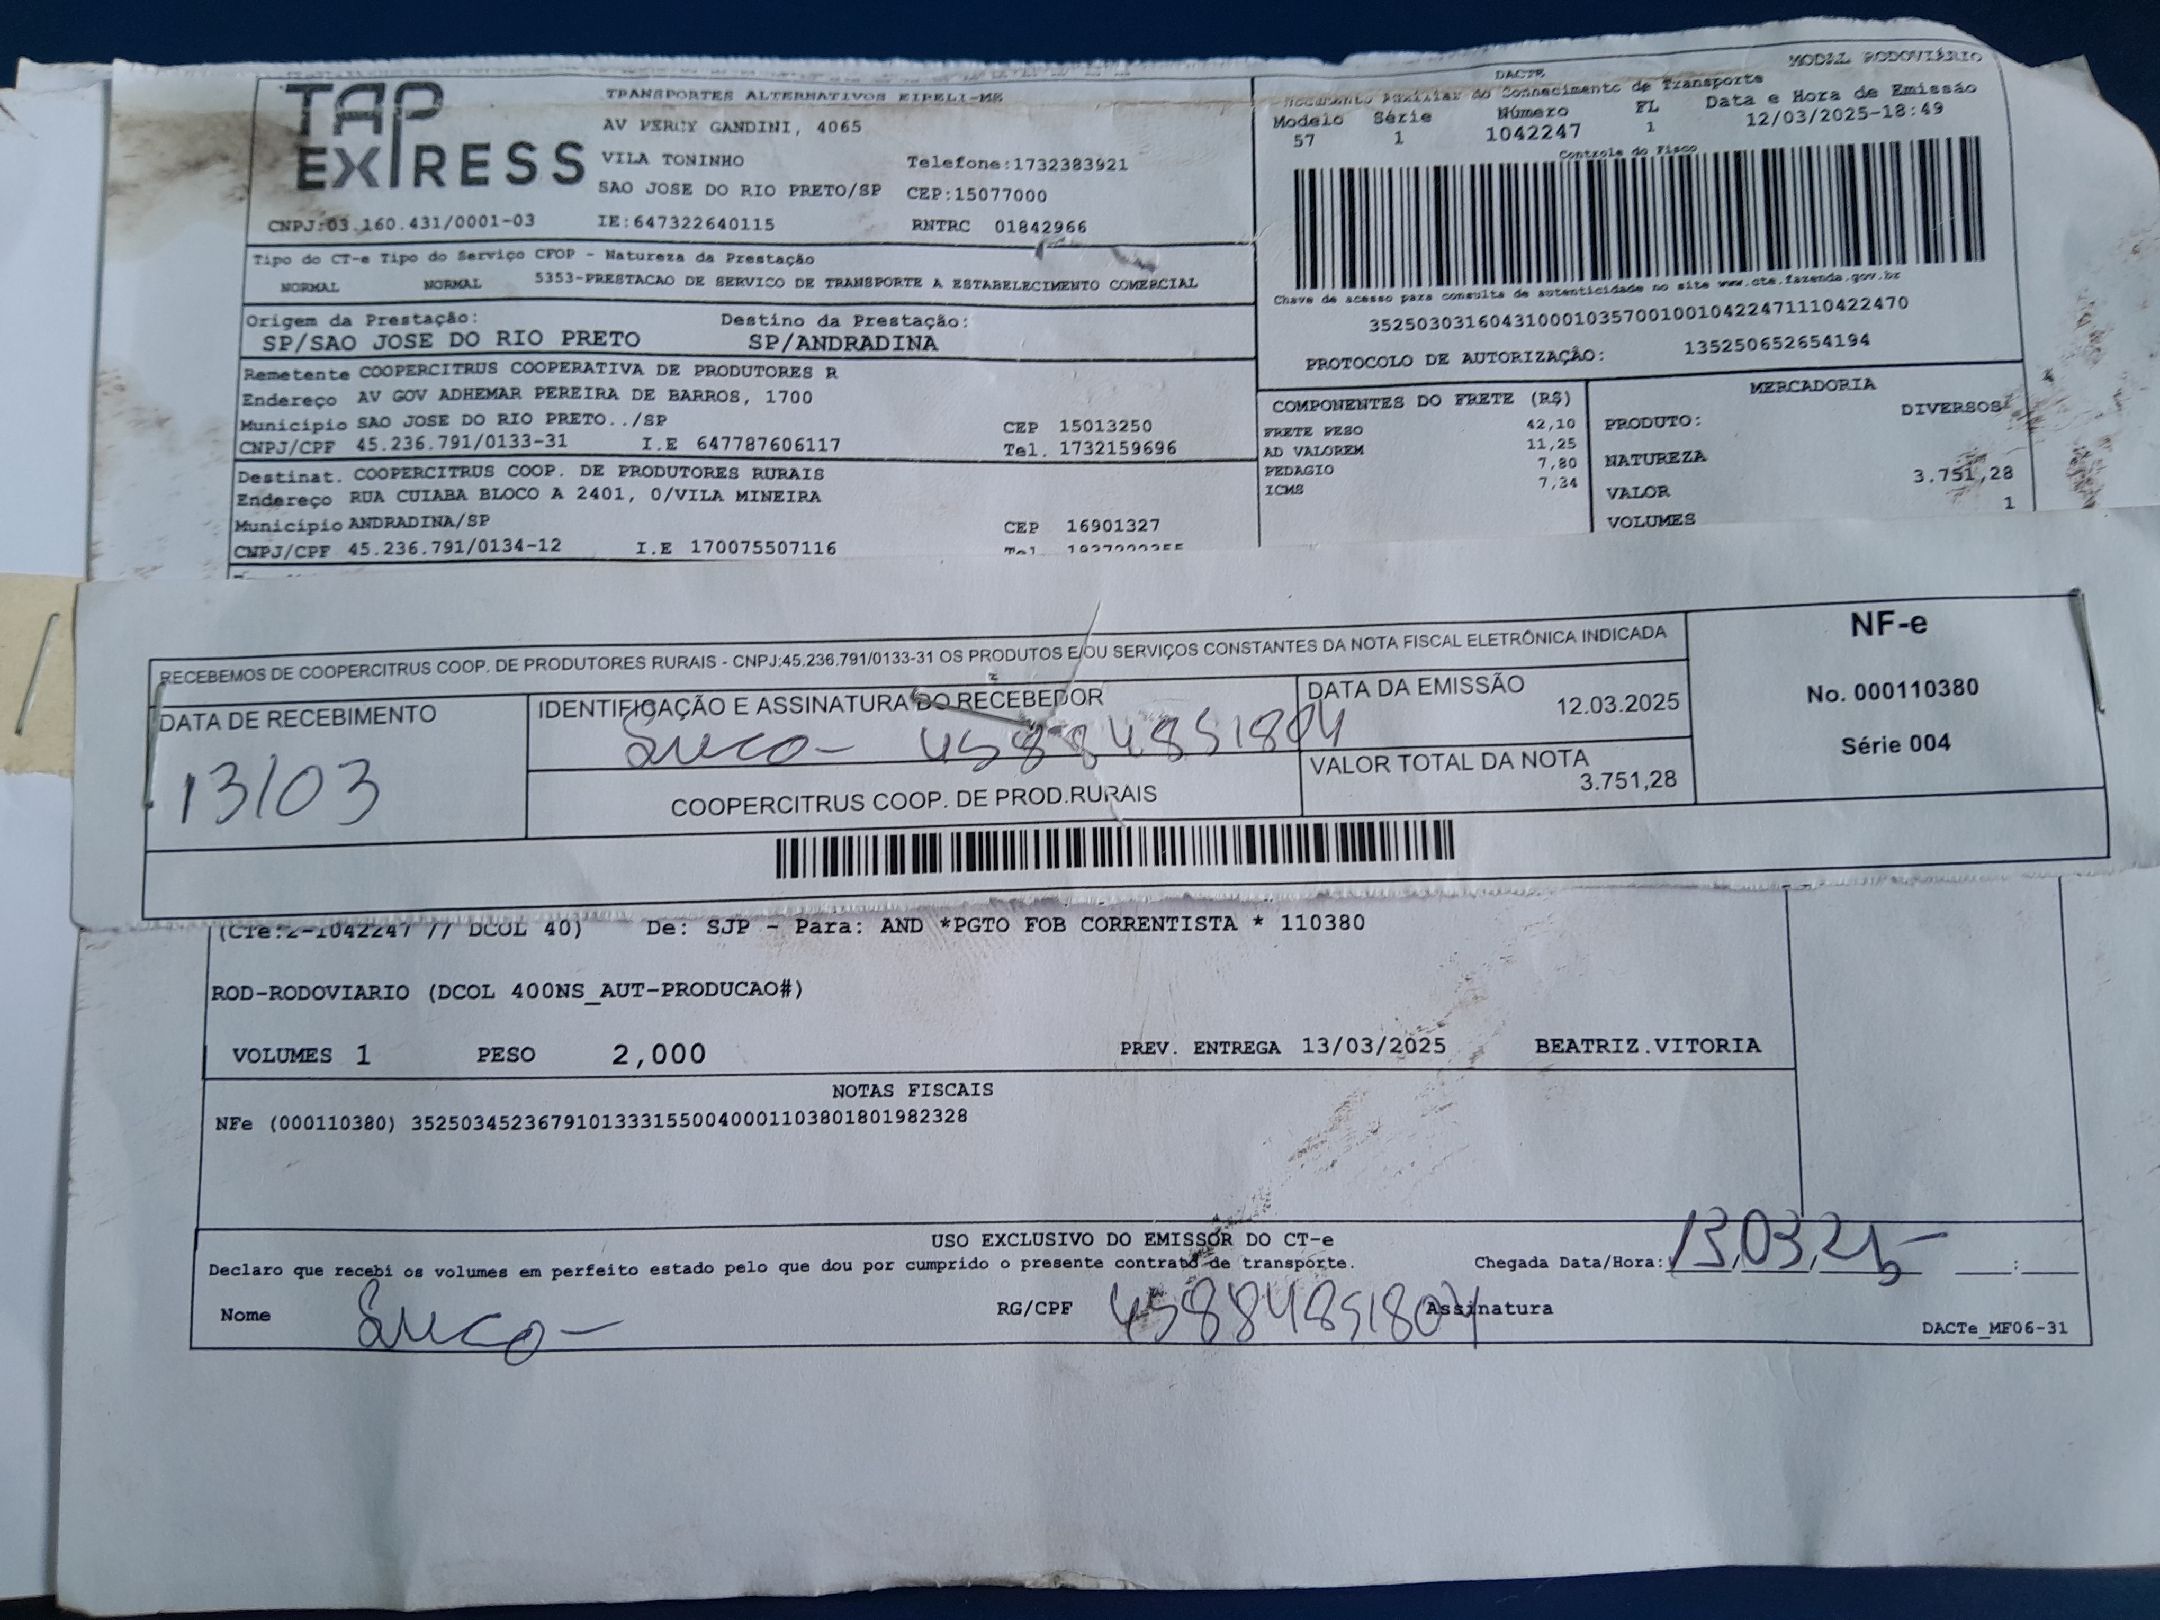 TAP EXPRESS
TRANSPORTES ALTERNATIVOS EIRELI-ME
AV PERCY GANDINI, 4065
VILA TONINHO Telefone:1732383921
SAO JOSE DO RIO PRETO/SP CEP:15077000
CNPJ:03.160.431/0001-03 IE:647322640115 RNTRC 01842966
DACTE MODAL RODOVIÁRIO
Documento Auxiliar do Conhecimento de Transporte
Modelo Série Número FL Data e Hora de Emissão
57 1 1042247 1 12/03/2025-18:49
Controle do Fisco
Chave de acesso para consulta de autenticidade no site www.cte.fazenda.gov.br
35250303160431000103570010010422471110422470
PROTOCOLO DE AUTORIZAÇÃO: 135250652654194
Tipo do CT-e Tipo do Serviço CFOP - Natureza da Prestação
NORMAL NORMAL 5353-PRESTACAO DE SERVICO DE TRANSPORTE A ESTABELECIMENTO COMERCIAL
Origem da Prestação: Destino da Prestação:
SP/SAO JOSE DO RIO PRETO SP/ANDRADINA
Remetente COOPERCITRUS COOPERATIVA DE PRODUTORES R
Endereço AV GOV ADHEMAR PEREIRA DE BARROS, 1700
Município SAO JOSE DO RIO PRETO../SP CEP 15013250
CNPJ/CPF 45.236.791/0133-31 I.E 647787606117 Tel. 1732159696
Destinat. COOPERCITRUS COOP. DE PRODUTORES RURAIS
Endereço RUA CUIABA BLOCO A 2401, 0/VILA MINEIRA
Município ANDRADINA/SP CEP 16901327
CNPJ/CPF 45.236.791/0134-12 I.E 170075507116
COMPONENTES DO FRETE (R$)
FRETE PESO 42,10
AD VALOREM 11,25
PEDAGIO 7,80
ICMS 7,34
MERCADORIA
PRODUTO: DIVERSOS
NATUREZA
VALOR 3.751,28
VOLUMES 1
RECEBEMOS DE COOPERCITRUS COOP. DE PRODUTORES RURAIS - CNPJ:45.236.791/0133-31 OS PRODUTOS E/OU SERVIÇOS CONSTANTES DA NOTA FISCAL ELETRÔNICA INDICADA
DATA DE RECEBIMENTO
13/03
IDENTIFICAÇÃO E ASSINATURA DO RECEBEDOR
45884851804
COOPERCITRUS COOP. DE PROD.RURAIS
DATA DA EMISSÃO
12.03.2025
VALOR TOTAL DA NOTA
3.751,28
NF-e
No. 000110380
Série 004
(CTe:2-1042247 // DCOL 40) De: SJP - Para: AND *PGTO FOB CORRENTISTA * 110380
ROD-RODOVIARIO (DCOL 400NS_AUT-PRODUCAO#)
VOLUMES 1 PESO 2,000 PREV. ENTREGA 13/03/2025 BEATRIZ.VITORIA
NOTAS FISCAIS
NFe (000110380) 35250345236791013331550040001103801801982328
USO EXCLUSIVO DO EMISSOR DO CT-e
Declaro que recebi os volumes em perfeito estado pelo que dou por cumprido o presente contrato de transporte. Chegada Data/Hora: 13,03,25
Nome RG/CPF 45884851804 Assinatura
DACTe_MF06-31